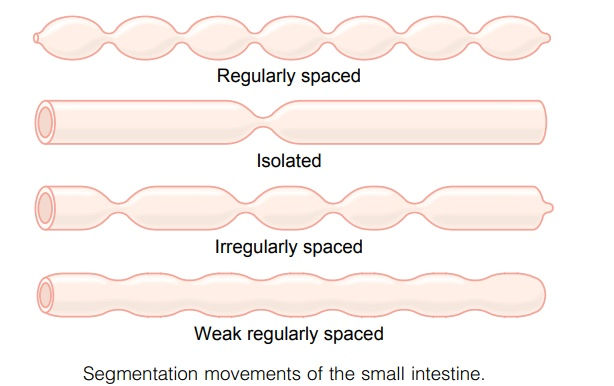 Regularly spaced
Isolated
Irregularly spaced
Weak regularly spaced
Segmentation movements of the small intestine.